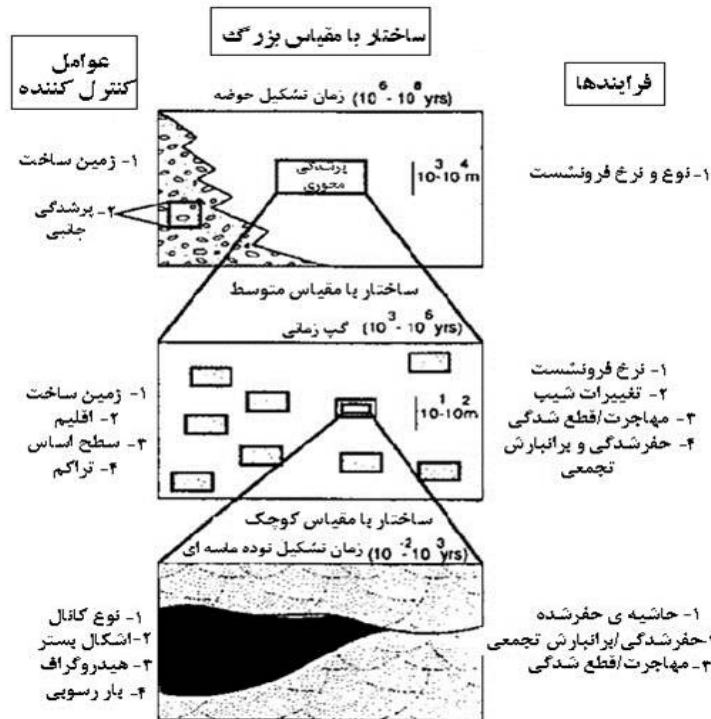 ساختار با مقیاس بزرگ
عوامل
کنترل کننده
فرایندها
زمان تشکیل حوضه (10^6 - 10^8 yrs)
۱- زمین ساخت
۲- پرشدگی
جانبی
پرشدگی
محوری
10^3-10^4 m
۱- نوع و نرخ فرونشست
ساختار با مقیاس متوسط
گپ زمانی (10^3 - 10^6 yrs)
۱- زمین ساخت
۲- اقلیم
۳- سطح اساس
۴- تراکم
10^1-10^2 m
۱- نرخ فرونشست
۲- تغییرات شیب
۳- مهاجرت/قطع شدگی
۴- حفرشدگی و برانبارش
تجمعی
ساختار با مقیاس کوچک
زمان تشکیل توده ماسه ای (10^-2-10^3 yrs)
۱- نوع کانال
۲- اشکال بستر
۳- هیدروگراف
۴- بار رسوبی
۱- حاشیه ی حفرشده
حفرشدگی/برانبارش تجمعی
۳- مهاجرت/قطع شدگی